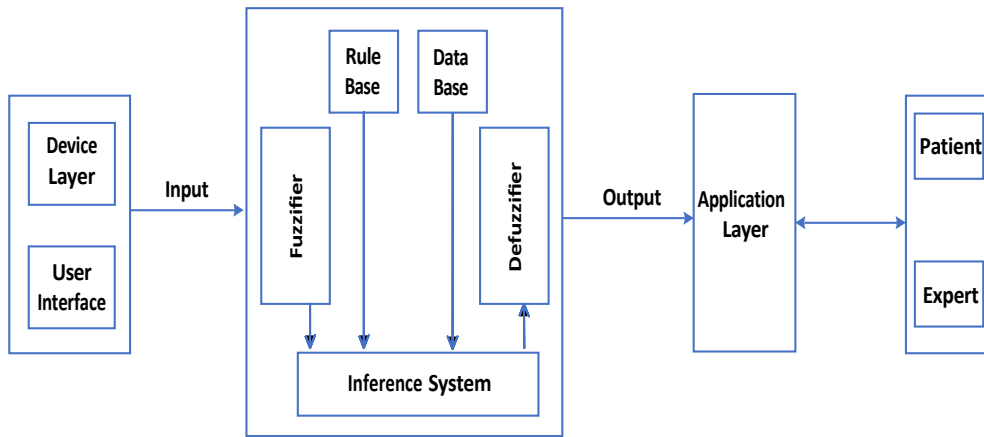 Device
Layer
User
Interface
Input
Rule
Base
Data
Base
Fuzzifier
Defuzzifier
Inference System
Output
Application
Layer
Patient
Expert